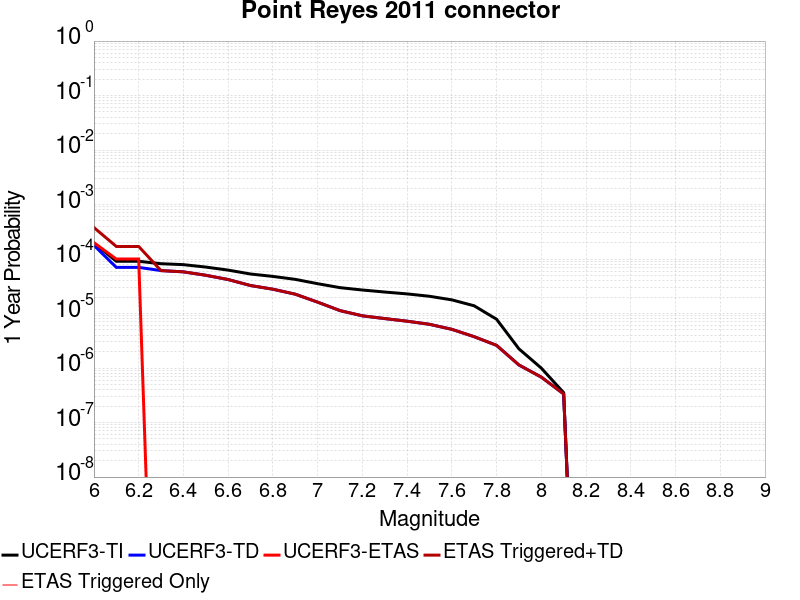 Point Reyes 2011 connector
10^0
10^-1
10^-2
10^-3
10^-4
10^-5
10^-6
10^-7
10^-8
1 Year Probability
6 6.2 6.4 6.6 6.8 7 7.2 7.4 7.6 7.8 8 8.2 8.4 8.6 8.8 9
Magnitude
UCERF3-TI UCERF3-TD UCERF3-ETAS ETAS Triggered+TD
ETAS Triggered Only